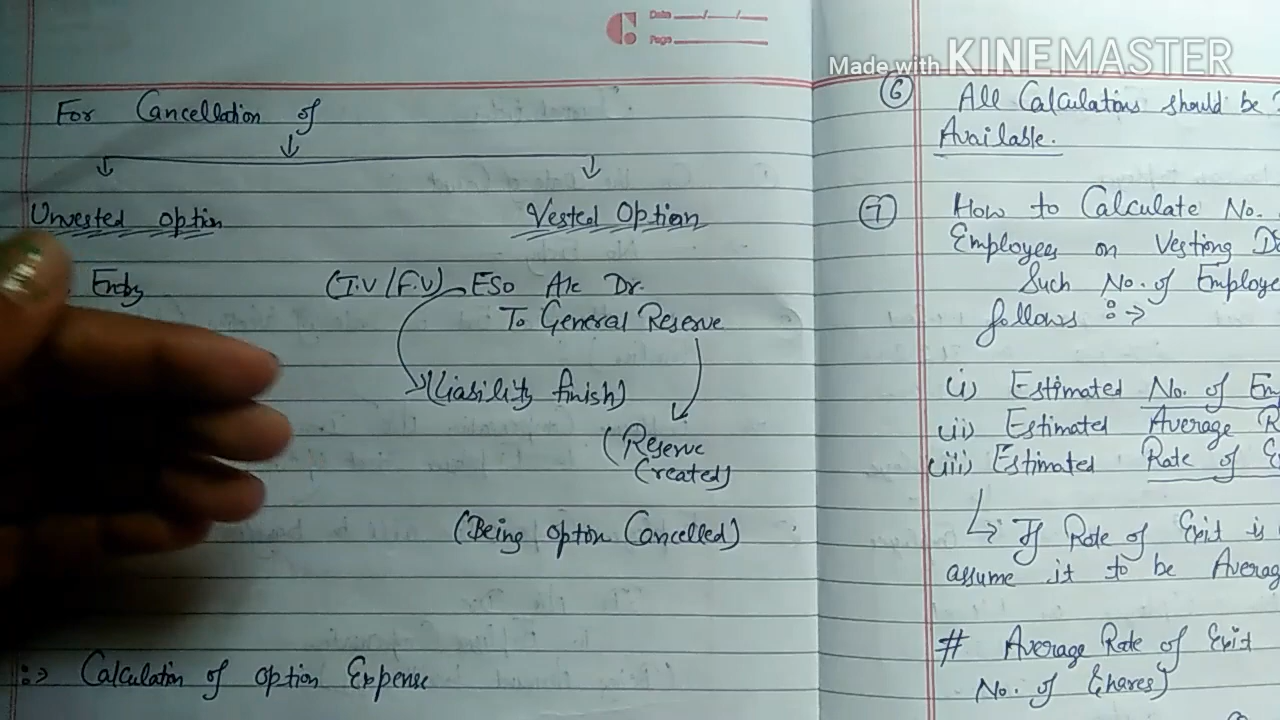 Date / /
Page
Made with KINEMASTER
For Cancellation of
Unvested option
Vested Option
Entry
(I.V / F.V) ESO A/c Dr.
To General Reserve
(Liability finish)
(Reserve
Created)
(Being option Cancelled)
Calculation of option Expense
6 All Calculations should be
Available.
7 How to Calculate No.
Employees on Vesting
Such No. of
follows :→
(i) Estimated No. of
(ii) Estimated Average
(iii) Estimated Rate of
If Rate of Exit is
assume it to be
# Average Rate of Exit
No. of Shares)